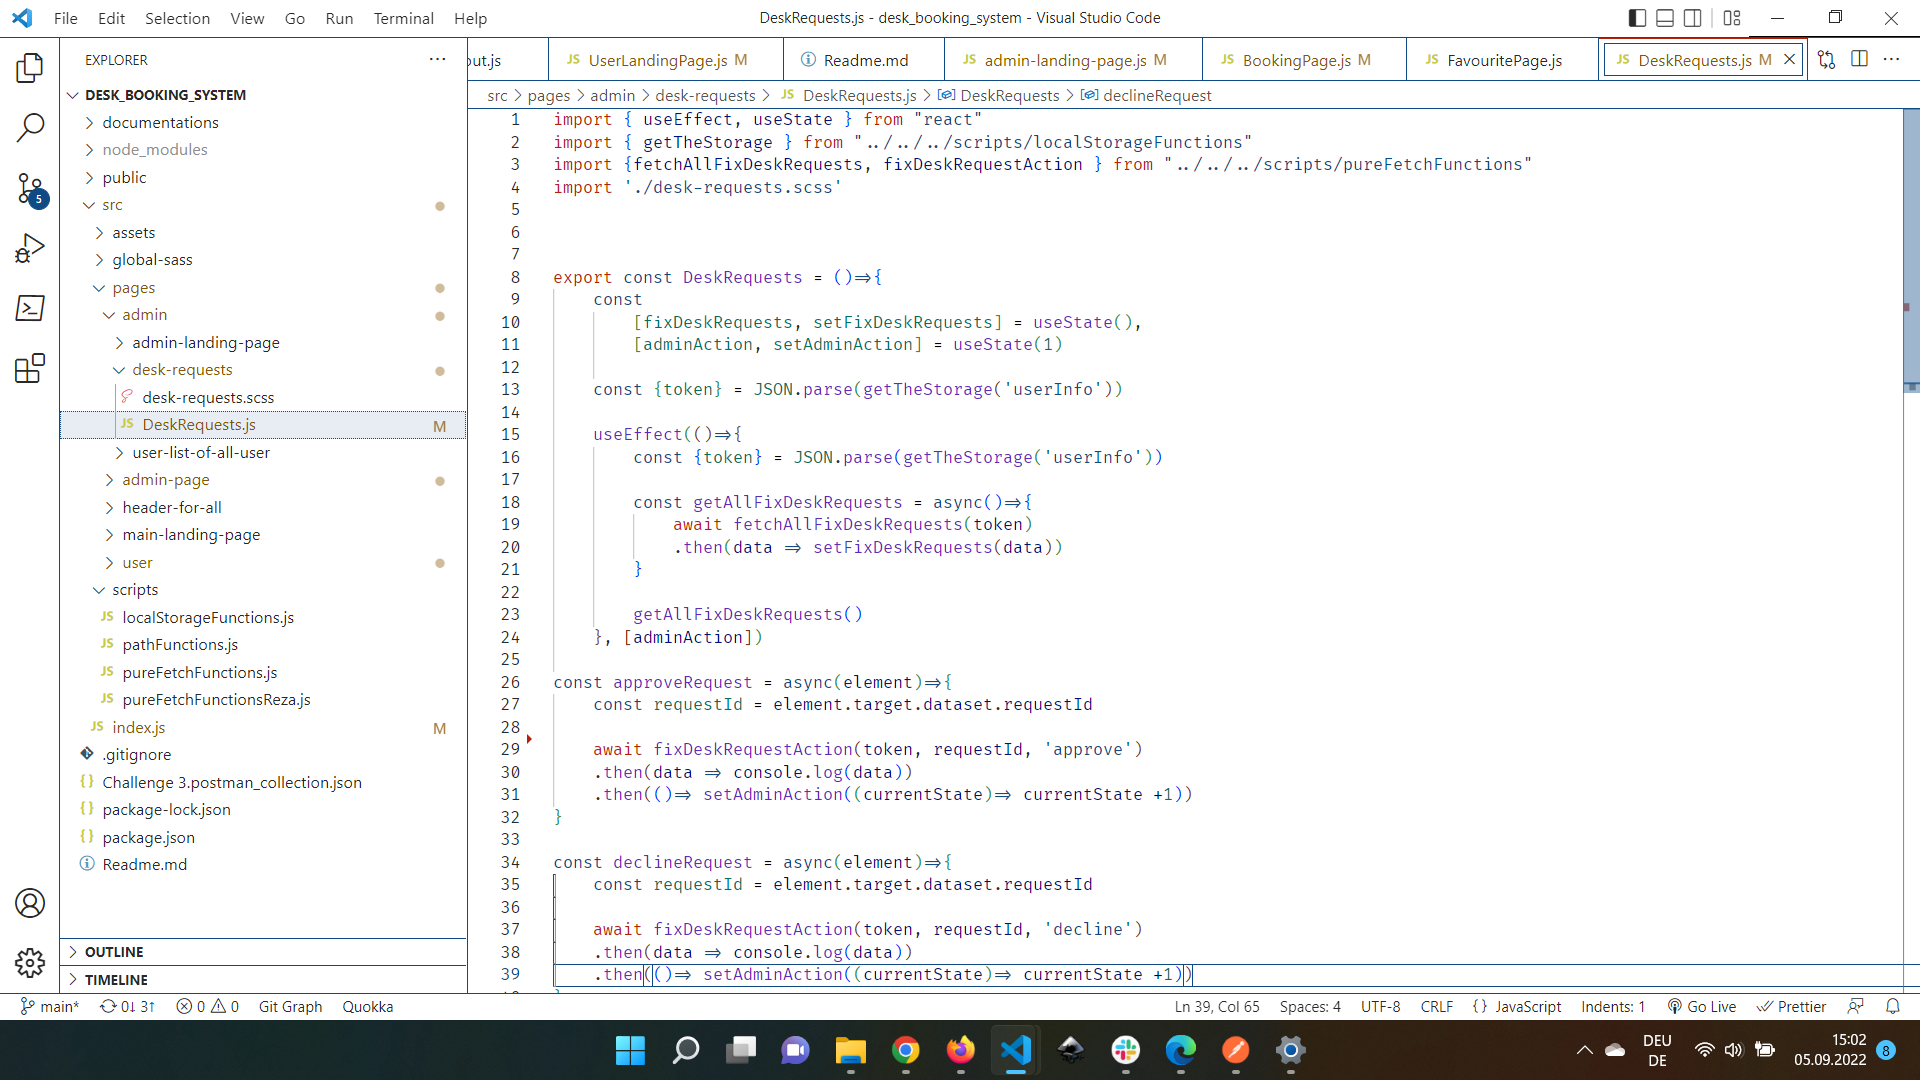 File Edit Selection View Go Run Terminal Help
DeskRequests.js - desk_booking_system - Visual Studio Code
EXPLORER
DESK_BOOKING_SYSTEM
documentations
node_modules
public
src
assets
global-sass
pages
admin
admin-landing-page
desk-requests
desk-requests.scss
JS DeskRequests.js M
user-list-of-all-user
admin-page
header-for-all
main-landing-page
user
scripts
JS localStorageFunctions.js
JS pathFunctions.js
JS pureFetchFunctions.js
JS pureFetchFunctionsReza.js
JS index.js M
.gitignore
{} Challenge 3.postman_collection.json
{} package-lock.json
{} package.json
Readme.md
OUTLINE
TIMELINE
5
out.js
JS UserLandingPage.js M
Readme.md
JS admin-landing-page.js M
JS BookingPage.js M
JS FavouritePage.js
JS DeskRequests.js M
src > pages > admin > desk-requests > JS DeskRequests.js > DeskRequests > declineRequest
1 import { useEffect, useState } from "react"
2 import { getTheStorage } from "../../../scripts/localStorageFunctions"
3 import {fetchAllFixDeskRequests, fixDeskRequestAction } from "../../../scripts/pureFetchFunctions"
4 import './desk-requests.scss'
5
6
7
8 export const DeskRequests = ()=>{
9 const
10 [fixDeskRequests, setFixDeskRequests] = useState(),
11 [adminAction, setAdminAction] = useState(1)
12
13 const {token} = JSON.parse(getTheStorage('userInfo'))
14
15 useEffect(()=>{
16 const {token} = JSON.parse(getTheStorage('userInfo'))
17
18 const getAllFixDeskRequests = async()=>{
19 await fetchAllFixDeskRequests(token)
20 .then(data => setFixDeskRequests(data))
21 }
22
23 getAllFixDeskRequests()
24 }, [adminAction])
25
26 const approveRequest = async(element)=>{
27 const requestId = element.target.dataset.requestId
28
29 await fixDeskRequestAction(token, requestId, 'approve')
30 .then(data => console.log(data))
31 .then(()=> setAdminAction((currentState)=> currentState +1))
32 }
33
34 const declineRequest = async(element)=>{
35 const requestId = element.target.dataset.requestId
36
37 await fixDeskRequestAction(token, requestId, 'decline')
38 .then(data => console.log(data))
39 .then(()=> setAdminAction((currentState)=> currentState +1))
main* 0↓ 3↑ 0 0 Git Graph Quokka
Ln 39, Col 65 Spaces: 4 UTF-8 CRLF {} JavaScript Indents: 1 Go Live Prettier
DEU
DE
15:02
05.09.2022
8